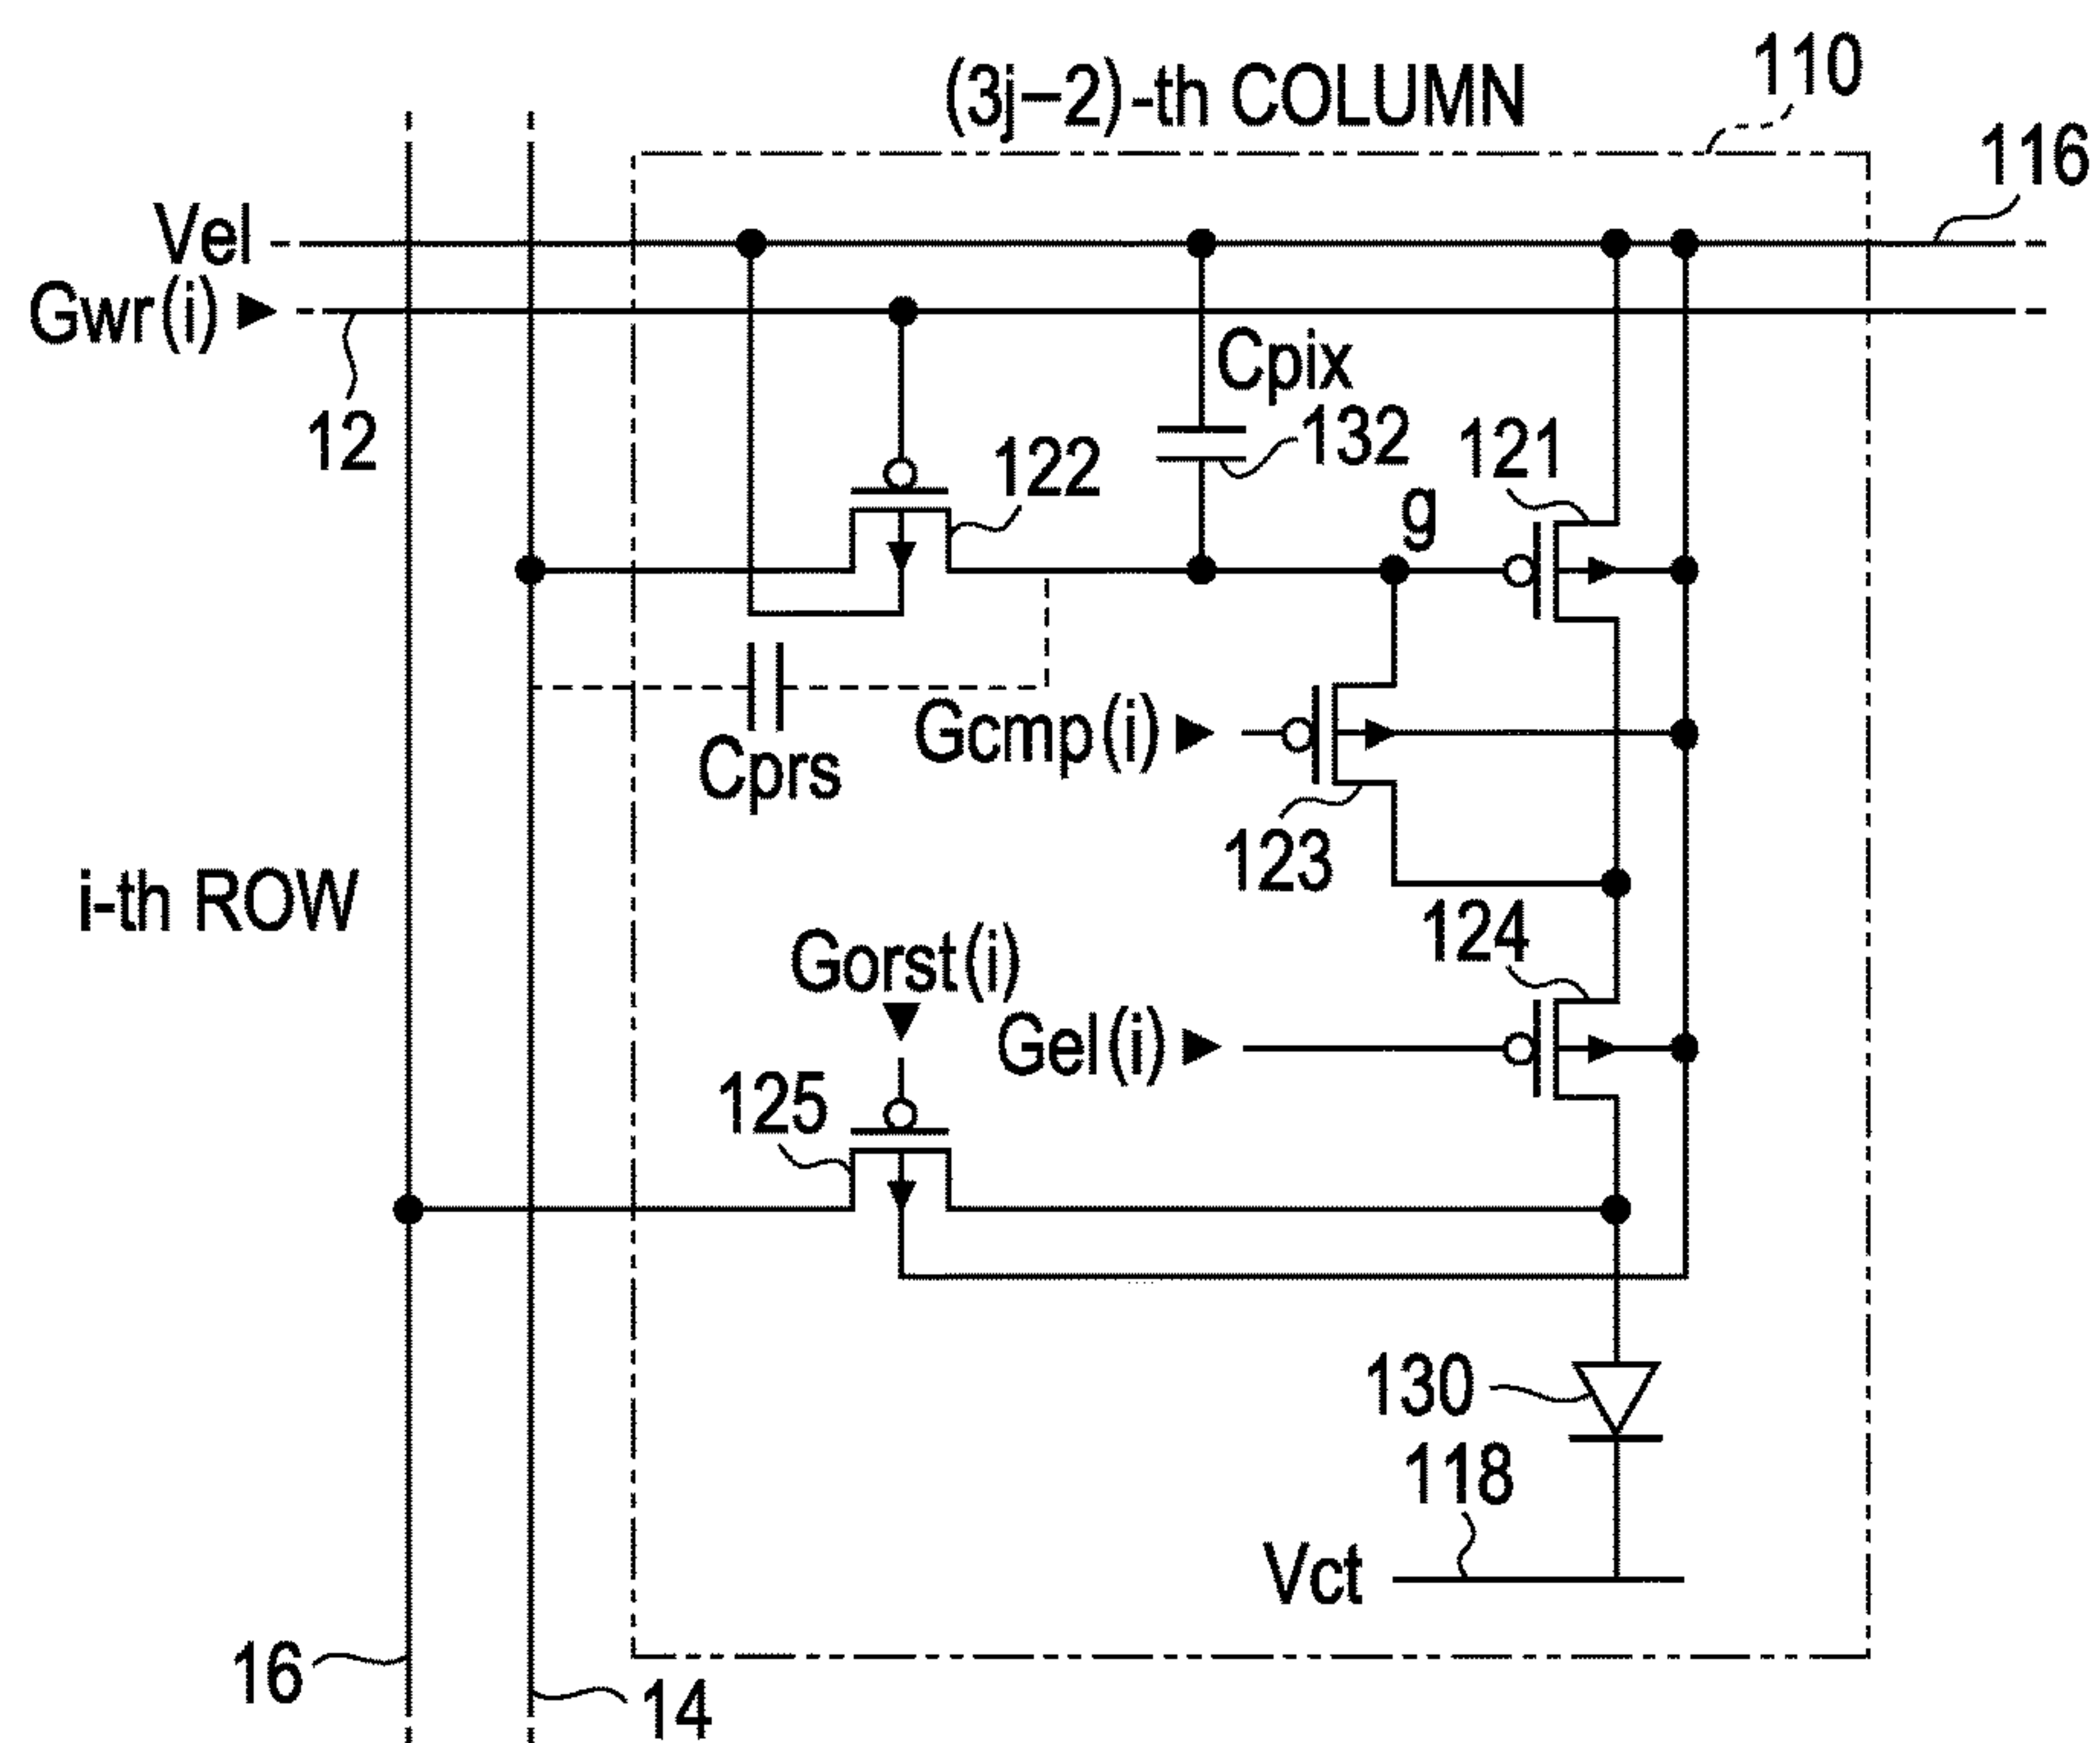 110
(3j–2)-th COLUMN
116
Vel
Gwr(i)
12
Cpix
132
122
121
g
Gcmp(i)
Cprs
123
i-th ROW
124
Gorst(i)
Gel(i)
125
130
118
Vct
16
14